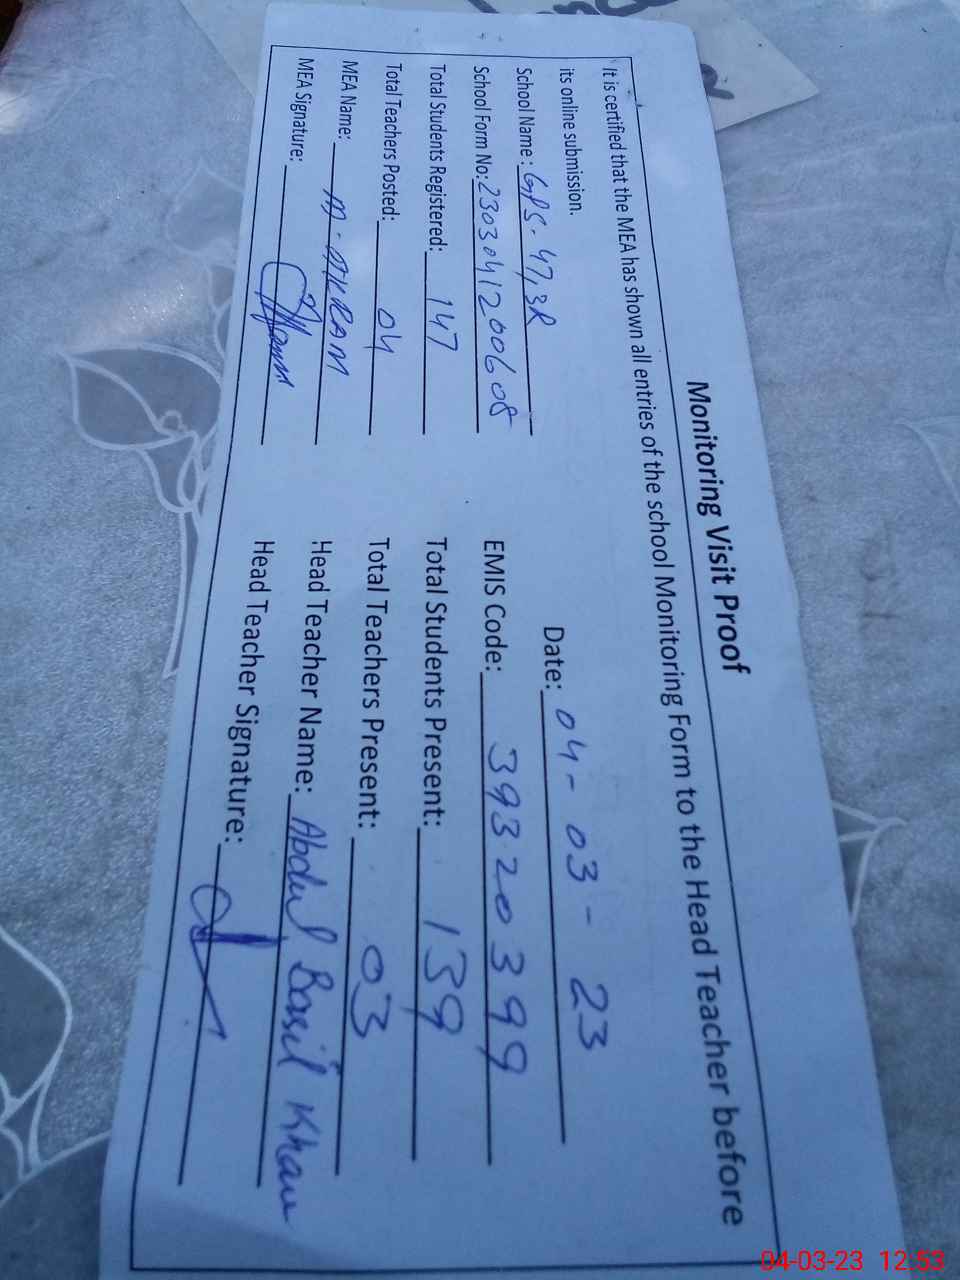 Monitoring Visit Proof
It is certified that the MEA has shown all entries of the school Monitoring Form to the Head Teacher before
its online submission.
Date: 04-03-23
School Name: GPS-47,3R
School Form No: 2303041200608 EMIS Code: 39320399
Total Students Registered: 147 Total Students Present: 139
Total Teachers Posted: 04 Total Teachers Present: 03
MEA Name: M. AKRAM Head Teacher Name: Abdul Basit Khan
MEA Signature: Head Teacher Signature:
04-03-23 12:53